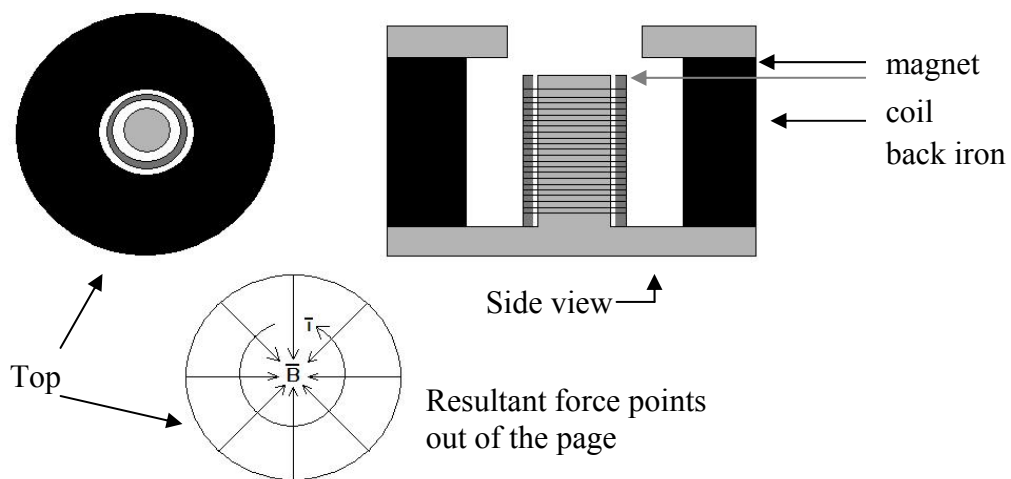 magnet
coil
back iron
Side view
Top
ī
B̄
Resultant force points
out of the page